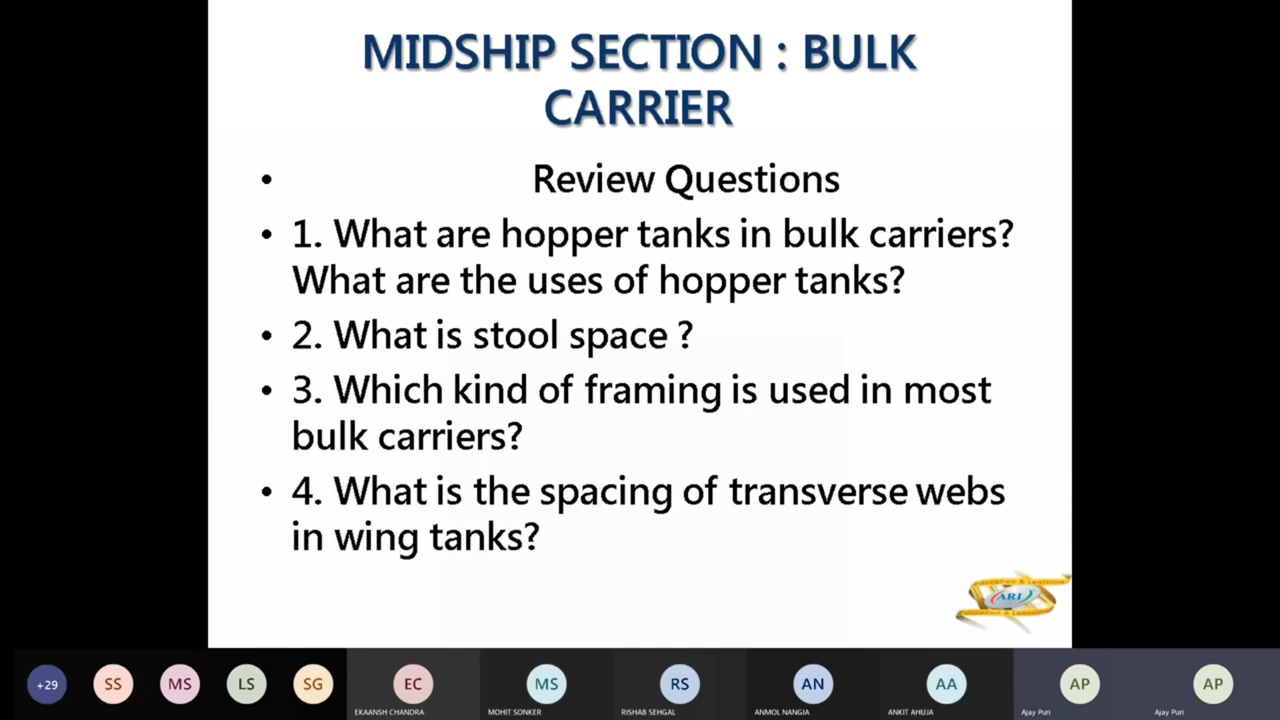 MIDSHIP SECTION : BULK
CARRIER
• Review Questions
• 1. What are hopper tanks in bulk carriers?
What are the uses of hopper tanks?
• 2. What is stool space ?
• 3. Which kind of framing is used in most
bulk carriers?
• 4. What is the spacing of transverse webs
in wing tanks?
ARI
+29 SS MS LS SG EC MS RS AN AA AP AP
EKAANSH CHANDRA MOHIT SONKER RISHAB SEHGAL ANMOL NANGIA ANKIT AHUJA Ajay Puri Ajay Puri